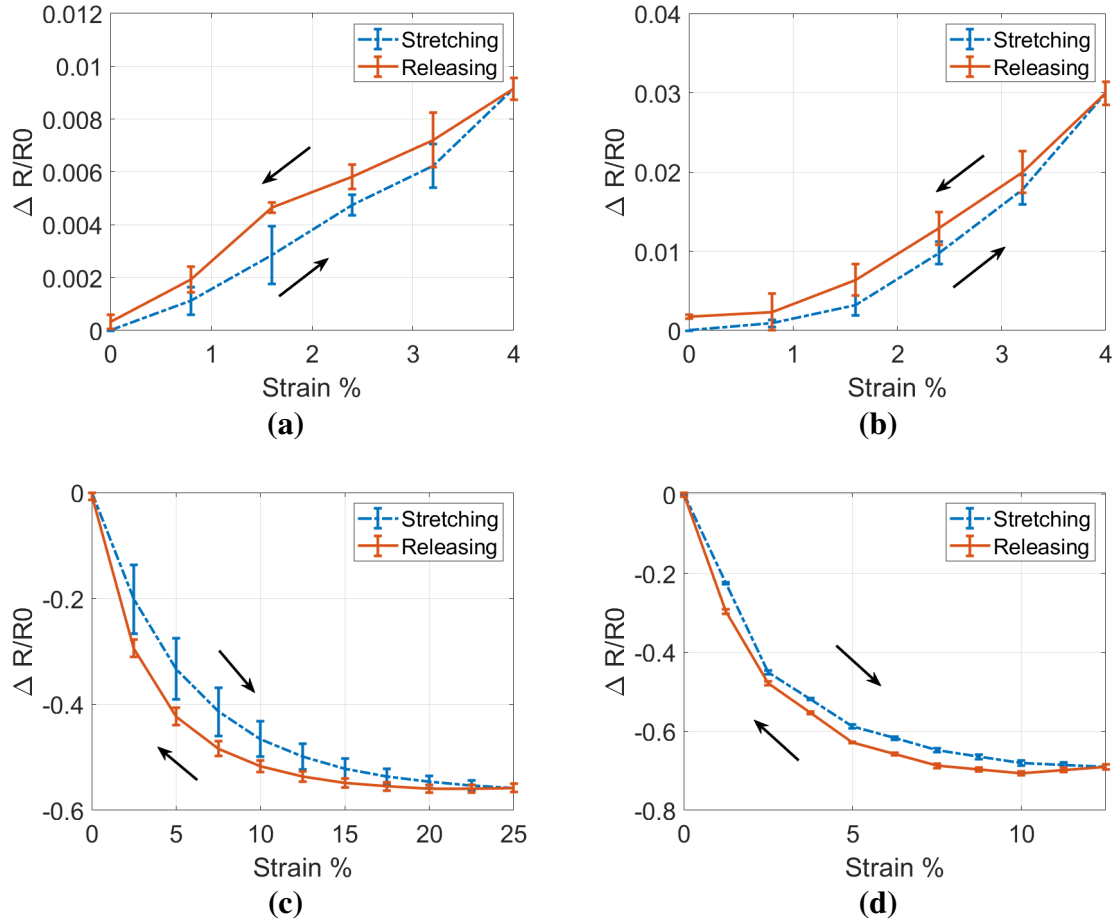 0.012
0.01
0.008
0.006
0.004
0.002
0
Δ R/R0
Stretching
Releasing
0 1 2 3 4
Strain %
(a)
0.04
0.03
0.02
0.01
0
Δ R/R0
Stretching
Releasing
0 1 2 3 4
Strain %
(b)
0
-0.2
-0.4
-0.6
Δ R/R0
Stretching
Releasing
0 5 10 15 20 25
Strain %
(c)
0
-0.2
-0.4
-0.6
-0.8
Δ R/R0
Stretching
Releasing
0 5 10
Strain %
(d)